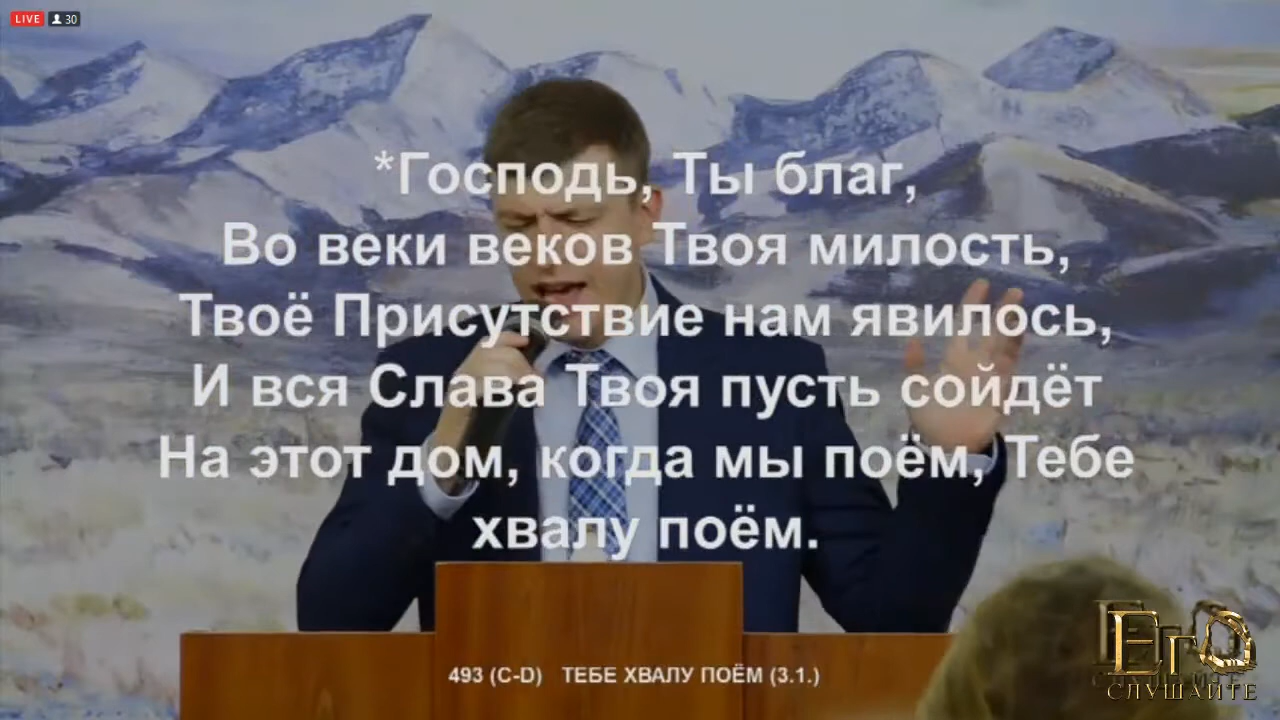 LIVE 30
*Господь, Ты благ,
Во веки веков Твоя милость,
Твоё Присутствие нам явилось,
И вся Слава Твоя пусть сойдёт
На этот дом, когда мы поём, Тебе
хвалу поём.
493 (C-D) ТЕБЕ ХВАЛУ ПОЁМ (3.1.)
ЕГО
СЛУШАЙТЕ